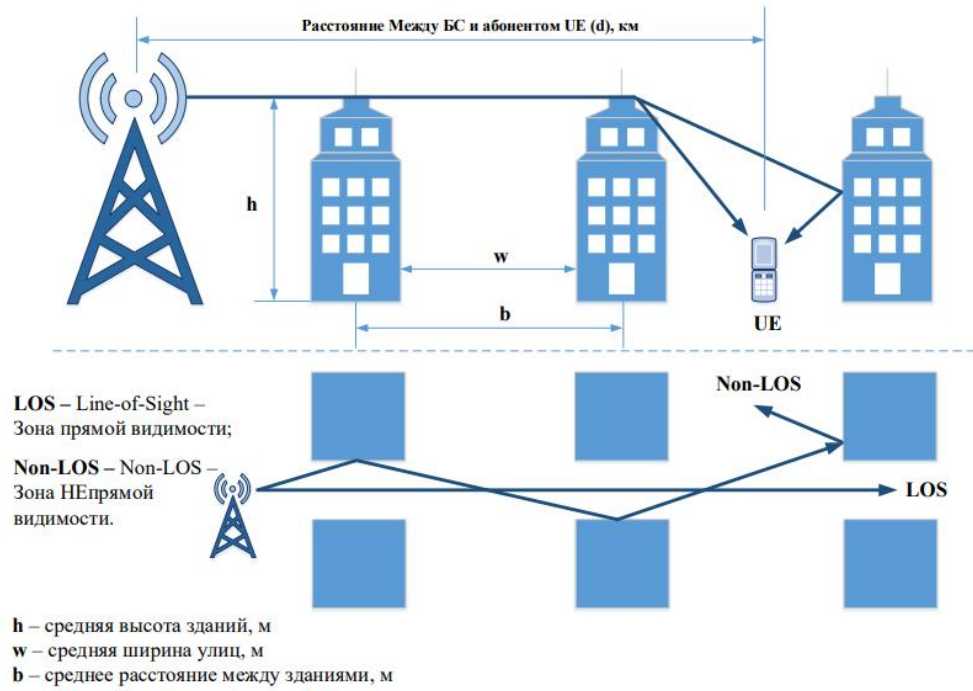 Расстояние Между БС и абонентом UE (d), км
h
w
b
UE
LOS – Line-of-Sight –
Зона прямой видимости;
Non-LOS – Non-LOS –
Зона НЕпрямой
видимости.
Non-LOS
LOS
h – средняя высота зданий, м
w – средняя ширина улиц, м
b – среднее расстояние между зданиями, м